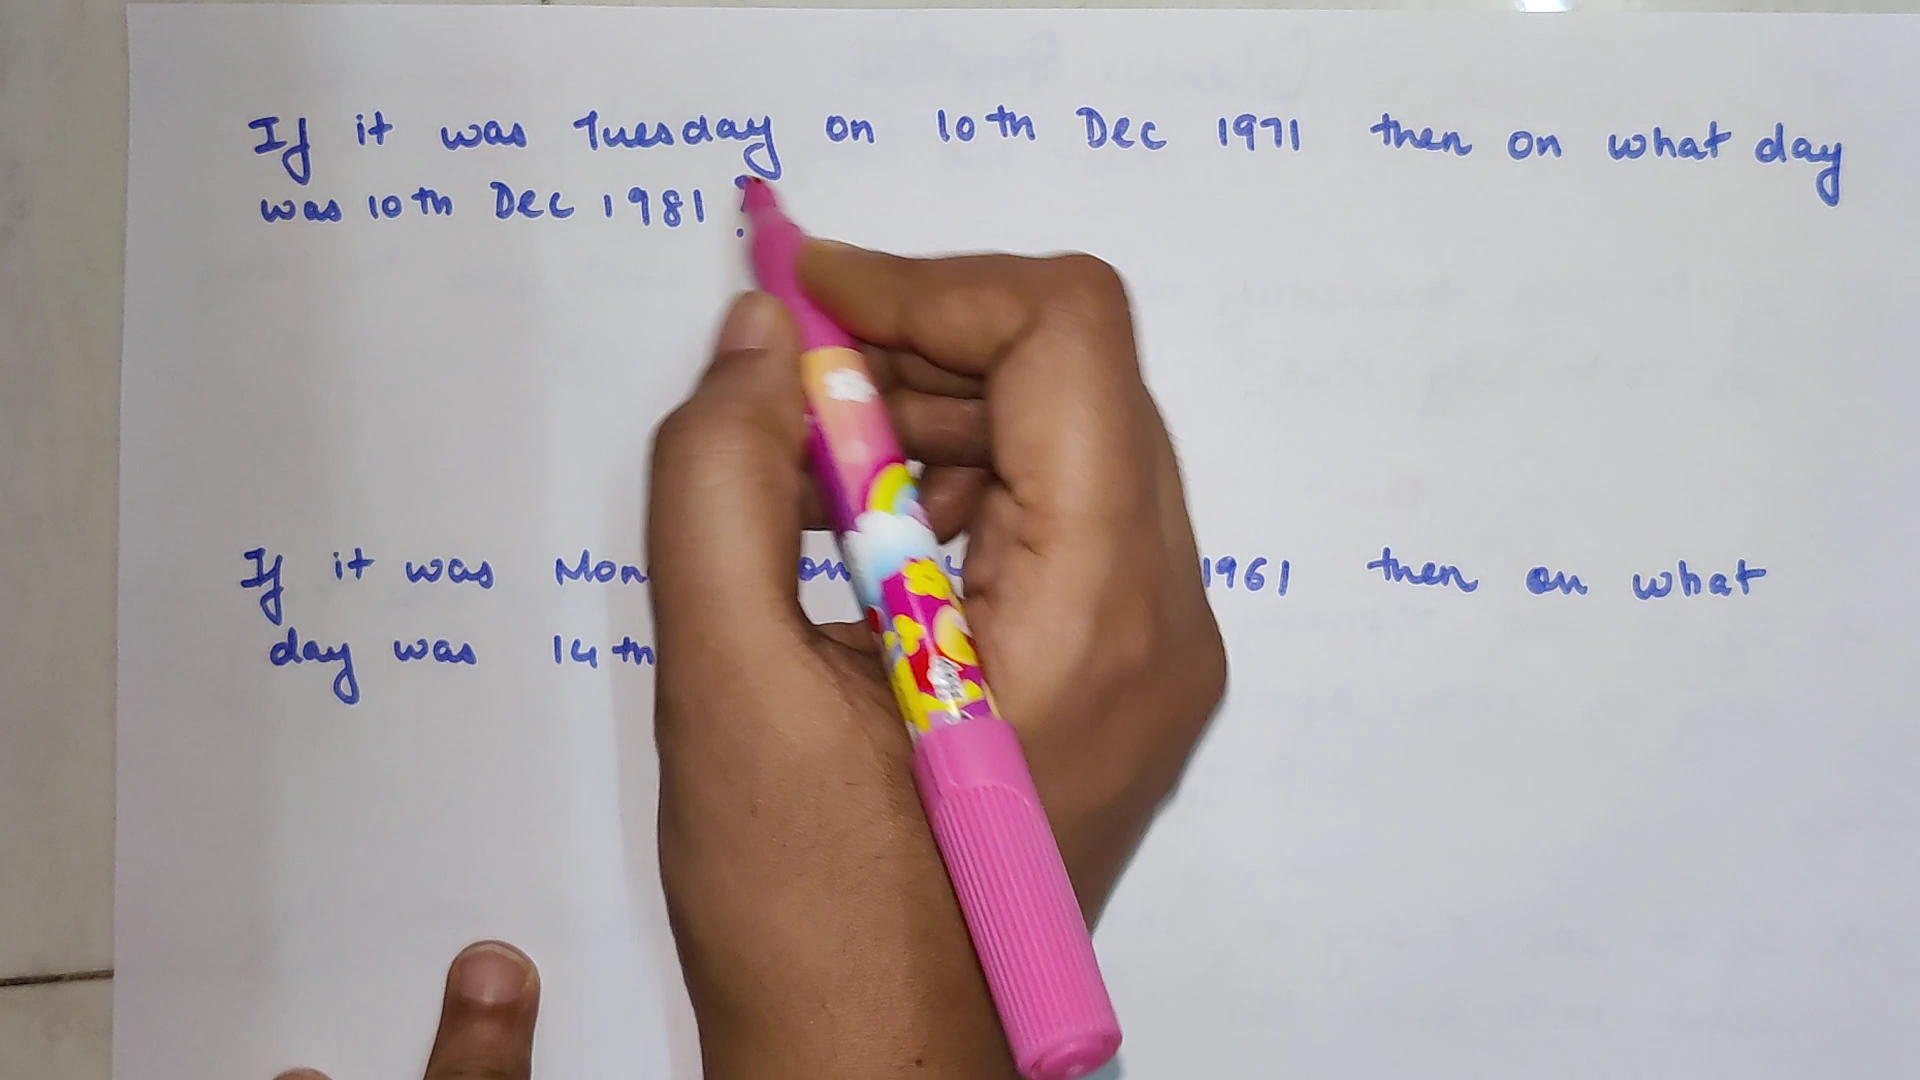 If it was Tuesday on 10th Dec 1971 then on what day
was 10th Dec 1981 ?
If it was on 1961 then on what
day was 14th